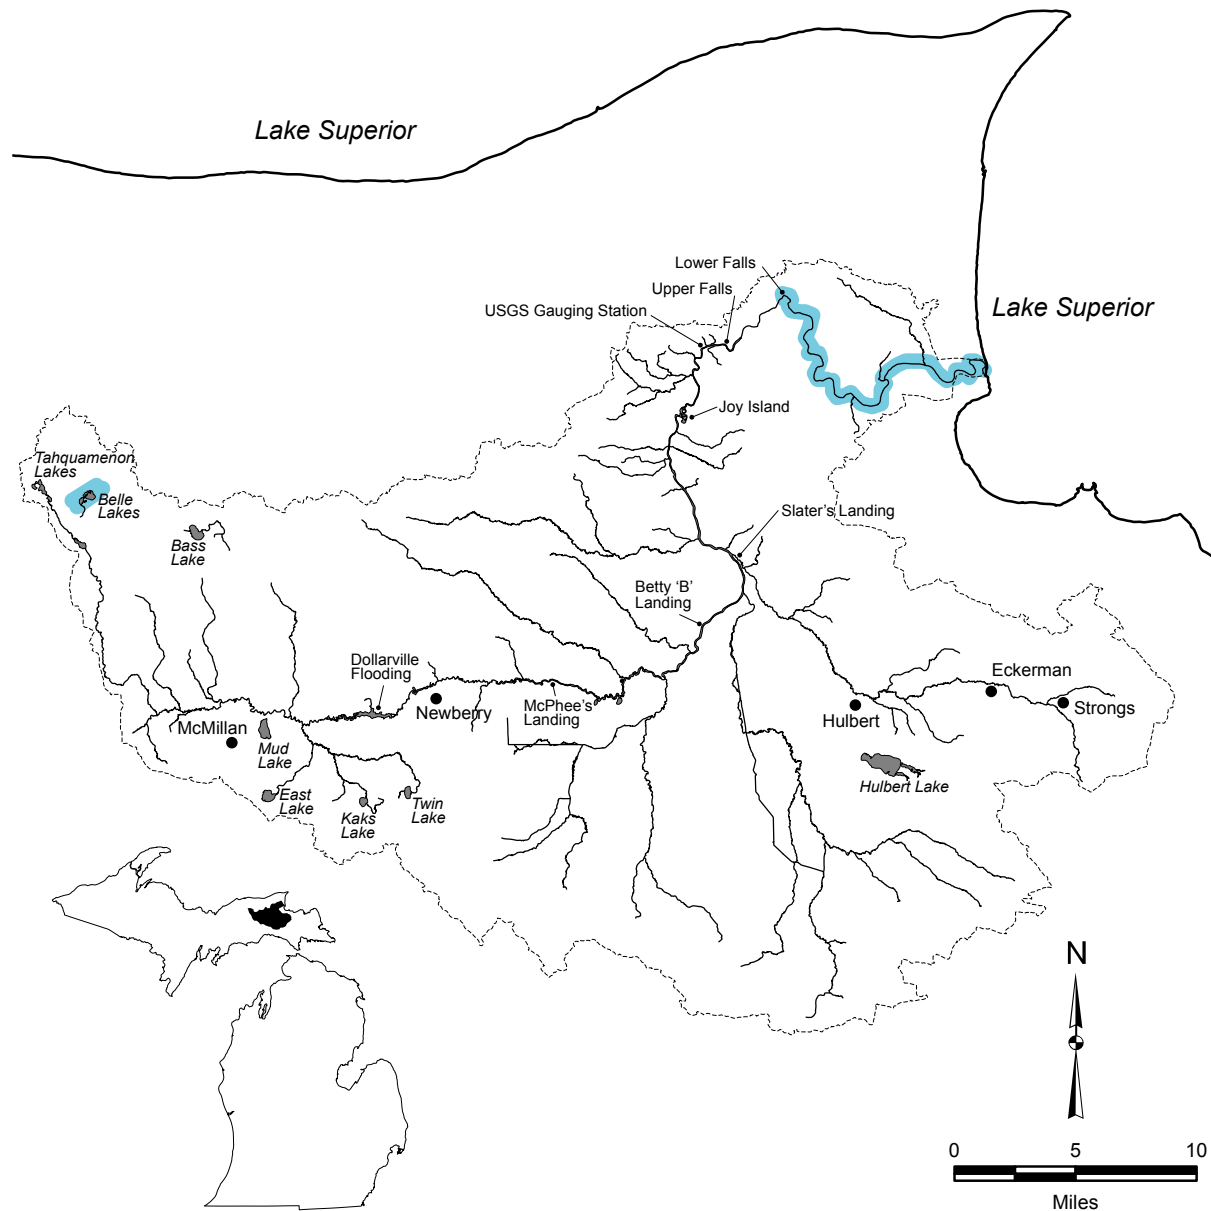 Lake Superior
Lower Falls
Upper Falls
USGS Gauging Station
Lake Superior
Joy Island
Tahquamenon
Lakes
Belle
Lakes
Bass
Lake
Slater's Landing
Betty ‘B’
Landing
Dollarville
Flooding
Eckerman
McPhee's
Landing
Newberry
Strongs
Hulbert
McMillan
Mud
Lake
Hulbert Lake
East
Lake
Kaks
Lake
Twin
Lake
N
0 5 10
Miles